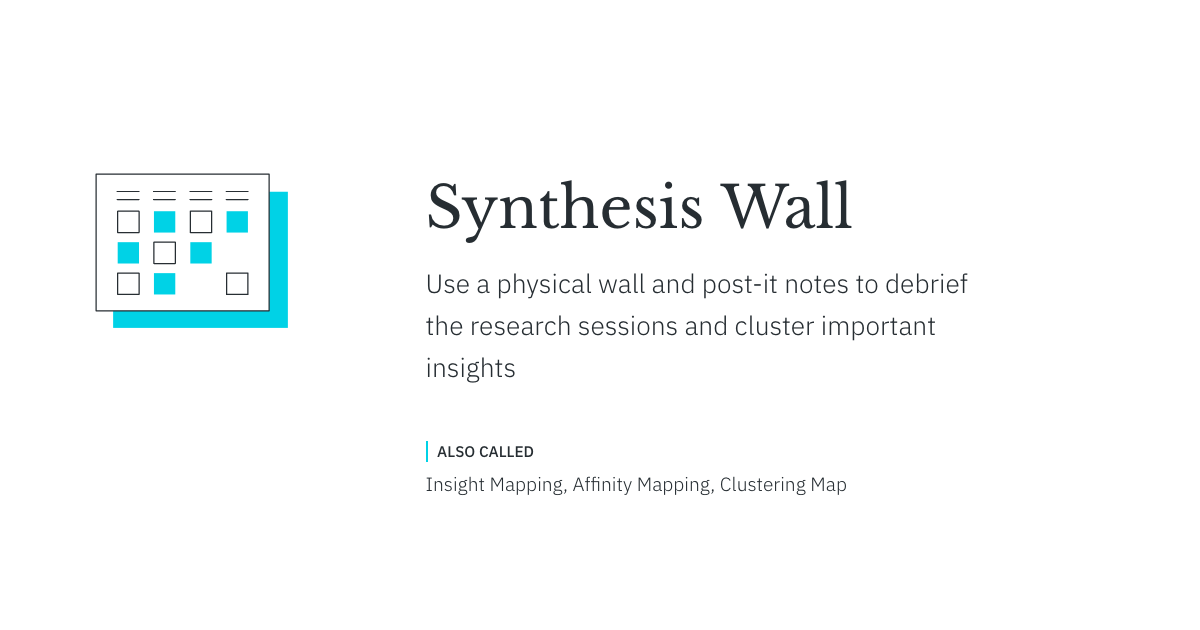 Synthesis Wall
Use a physical wall and post-it notes to debrief
the research sessions and cluster important
insights
ALSO CALLED
Insight Mapping, Affinity Mapping, Clustering Map